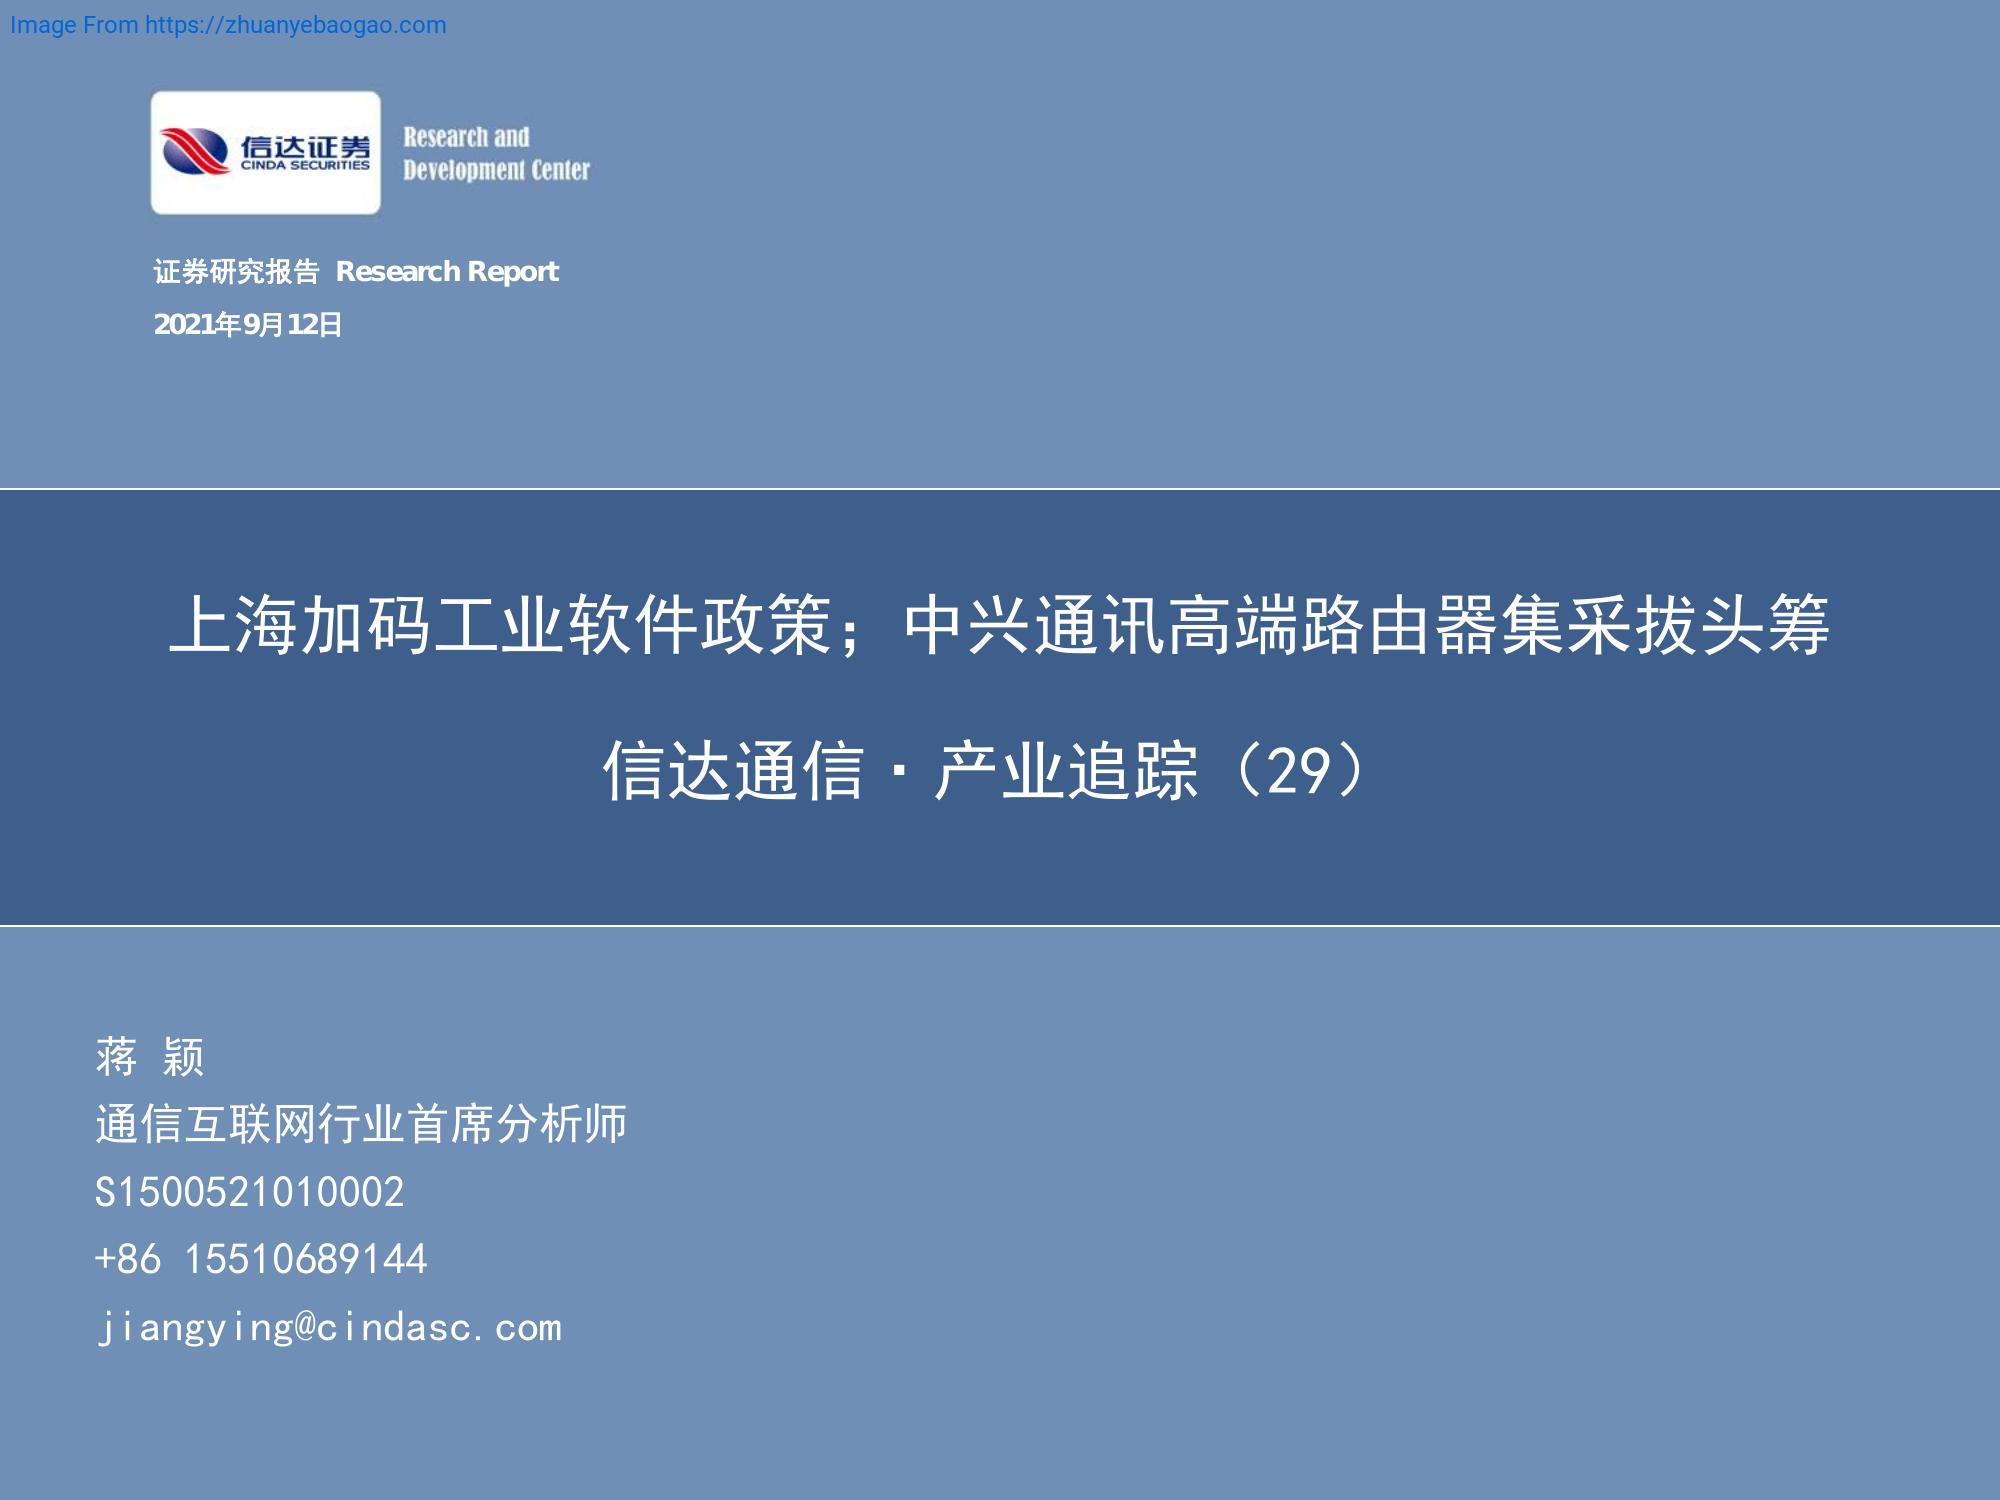 Image From https://zhuanyebaogao.com
信达证券
CINDA SECURITIES
Research and
Development Center
证券研究报告 Research Report
2021年9月12日
上海加码工业软件政策；中兴通讯高端路由器集采拔头筹
信达通信·产业追踪（29）
蒋 颖
通信互联网行业首席分析师
S1500521010002
+86 15510689144
jiangying@cindasc.com